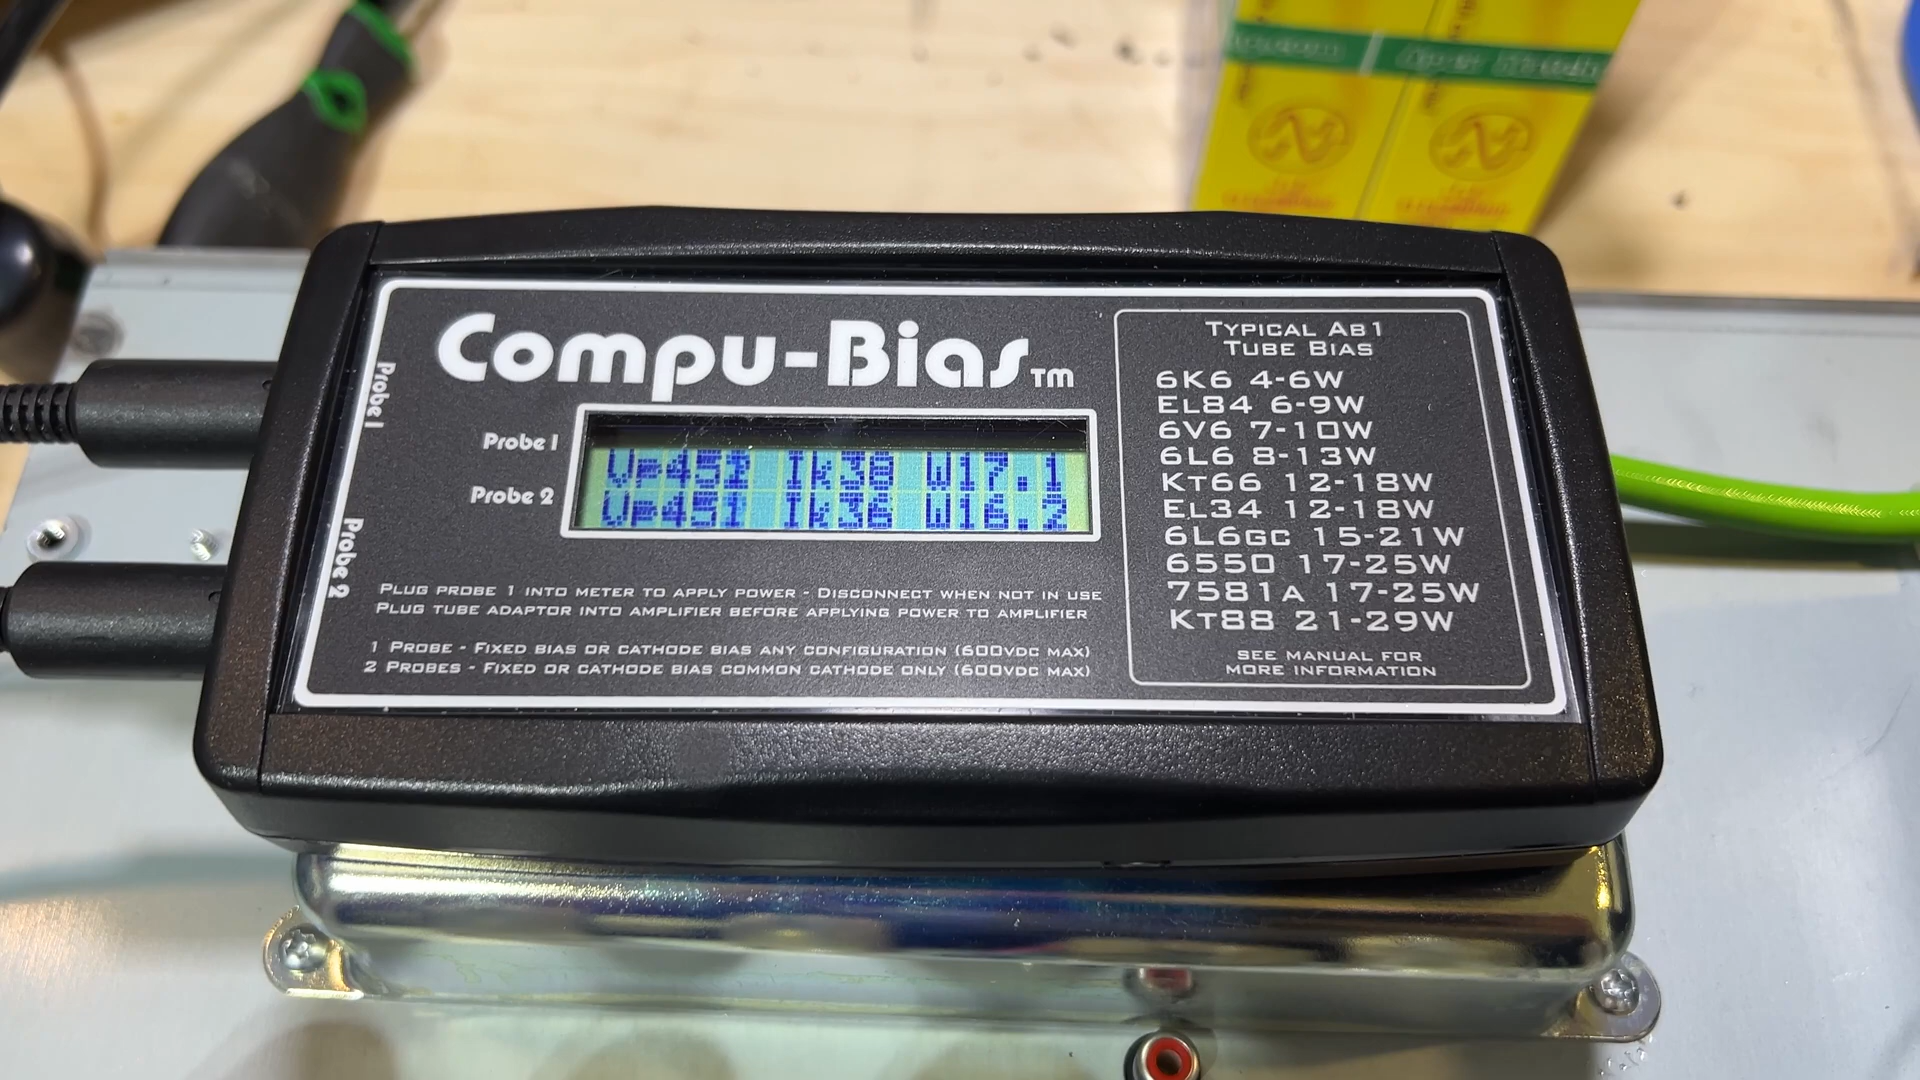 Compu-Bias™
Probe 1
Probe 2
Probe 1
Vp451 Ik38 W17.1
Probe 2
Vp451 Ik36 W16.2
PLUG PROBE 1 INTO METER TO APPLY POWER - DISCONNECT WHEN NOT IN USE
PLUG TUBE ADAPTOR INTO AMPLIFIER BEFORE APPLYING POWER TO AMPLIFIER
1 PROBE - FIXED BIAS OR CATHODE BIAS ANY CONFIGURATION (600VDC MAX)
2 PROBES - FIXED OR CATHODE BIAS COMMON CATHODE ONLY (600VDC MAX)
TYPICAL AB1
TUBE BIAS
6K6 4-6W
EL84 6-9W
6V6 7-10W
6L6 8-13W
KT66 12-18W
EL34 12-18W
6L6GC 15-21W
6550 17-25W
7581A 17-25W
KT88 21-29W
SEE MANUAL FOR
MORE INFORMATION